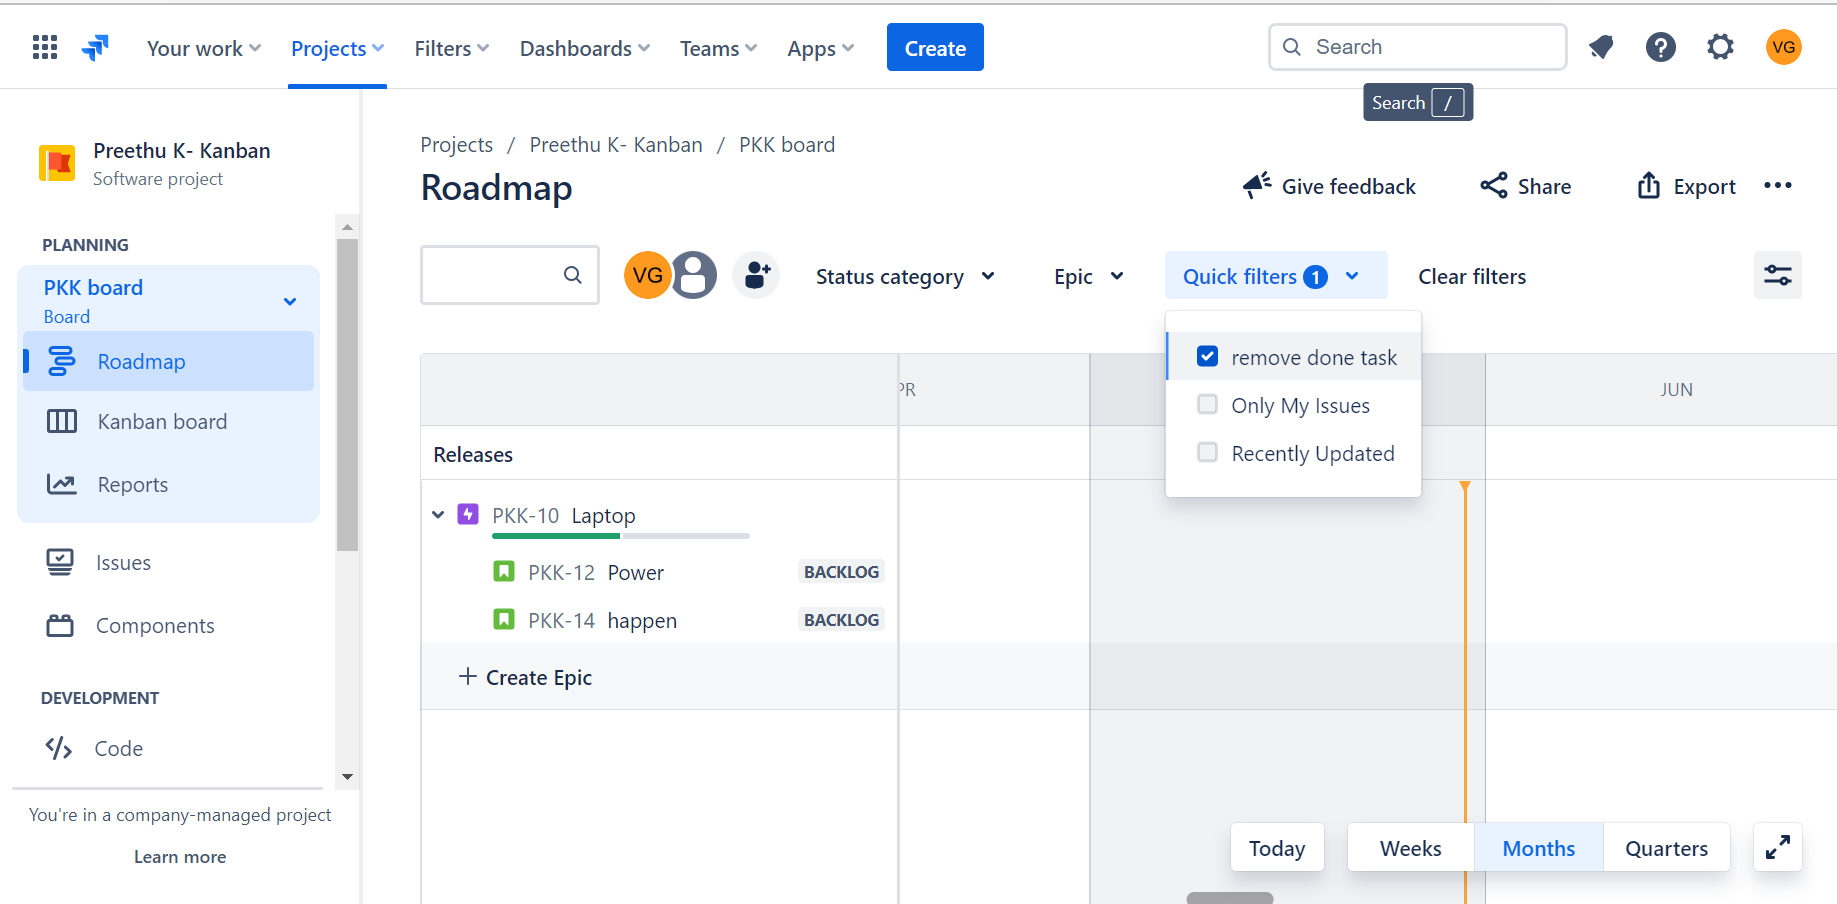 Your work
Projects
Filters
Dashboards
Teams
Apps
Create
Search
VG
Search /
Preethu K- Kanban
Software project
PLANNING
PKK board
Board
Roadmap
Kanban board
Reports
Issues
Components
DEVELOPMENT
Code
You're in a company-managed project
Learn more
Projects / Preethu K- Kanban / PKK board
Roadmap
Give feedback
Share
Export
VG
Status category
Epic
Quick filters 1
Clear filters
remove done task
Only My Issues
Recently Updated
PR
JUN
Releases
PKK-10 Laptop
PKK-12 Power BACKLOG
PKK-14 happen BACKLOG
+ Create Epic
Today
Weeks
Months
Quarters